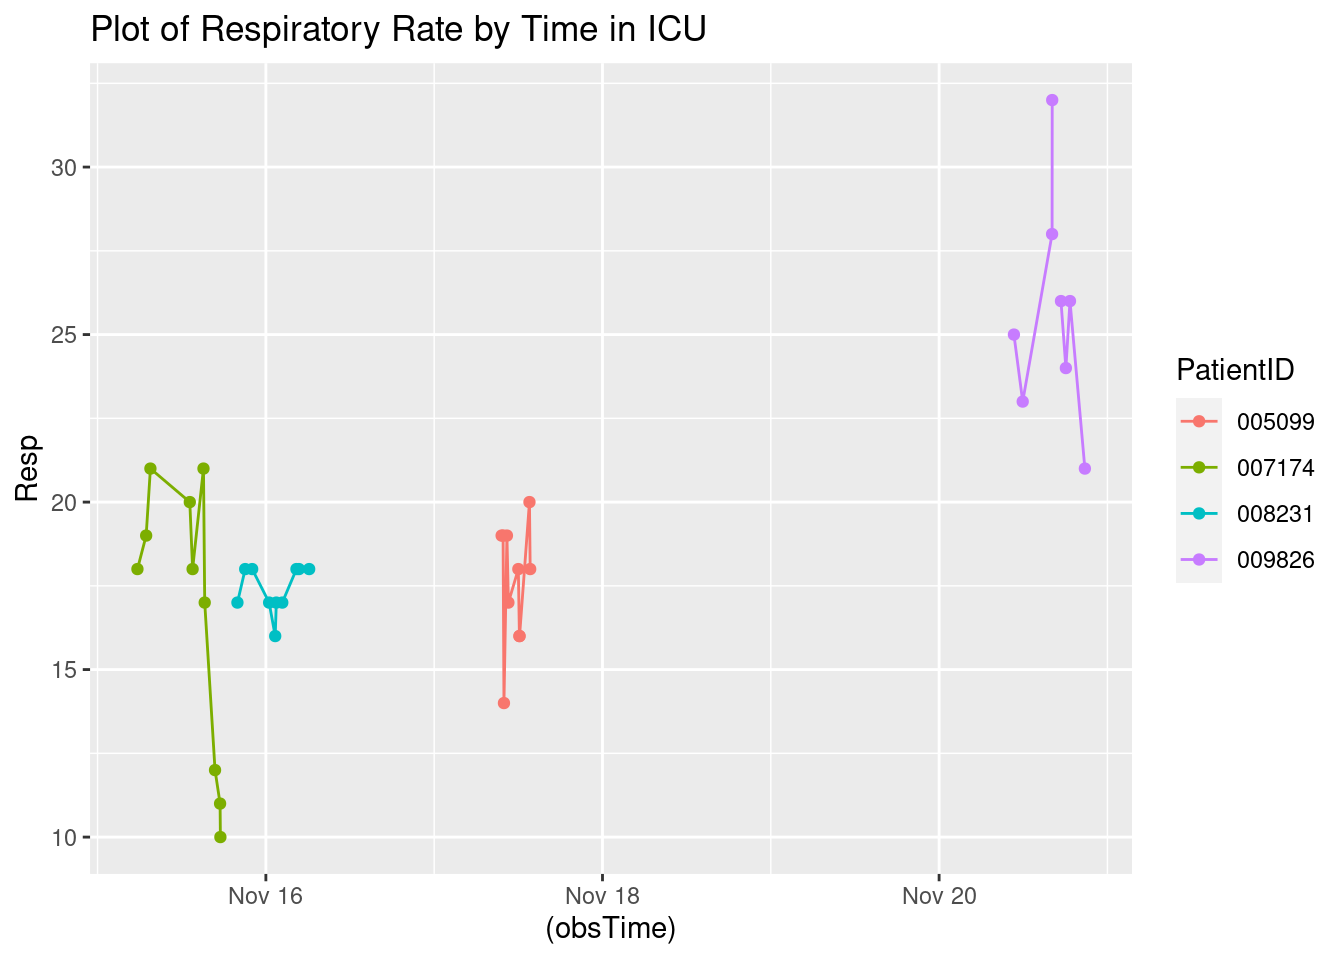 Plot of Respiratory Rate by Time in ICU
30
25
20
15
10
Resp
Nov 16
Nov 18
Nov 20
(obsTime)
PatientID
005099
007174
008231
009826